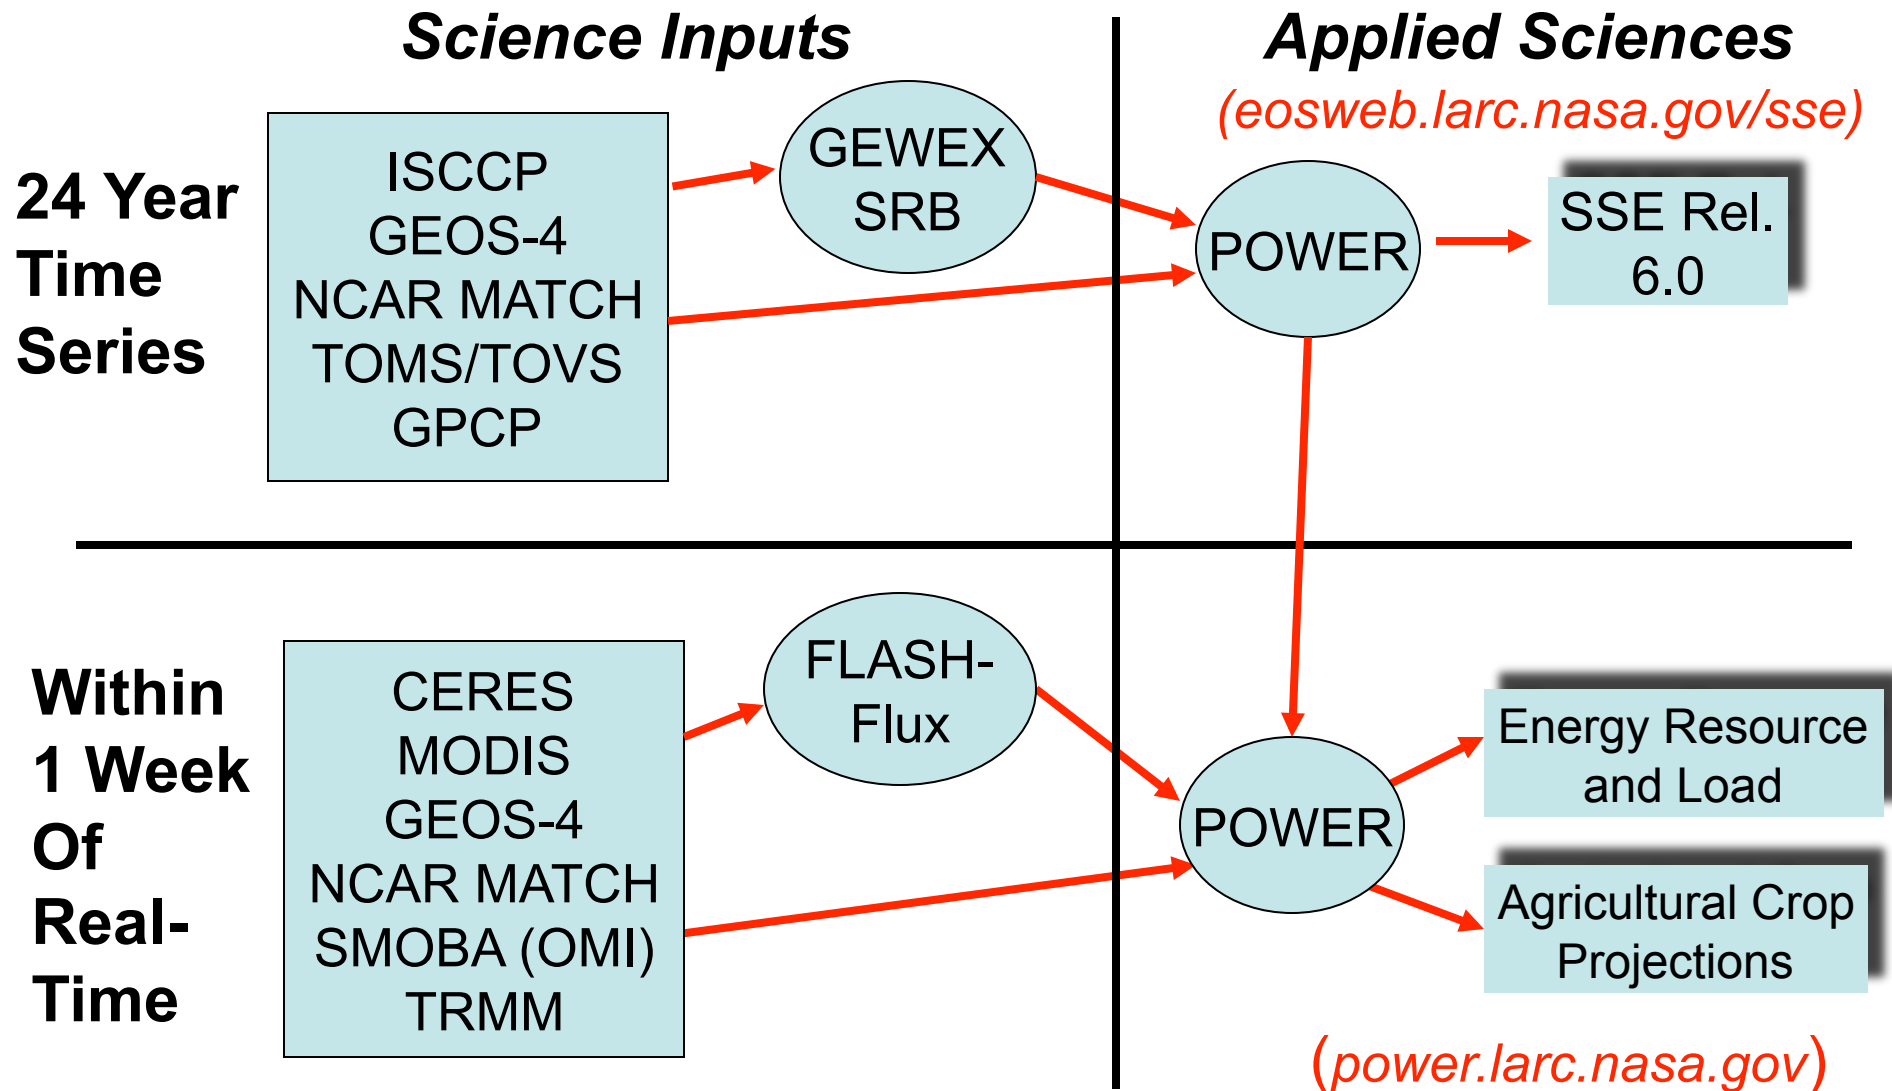 Science Inputs
Applied Sciences
(eosweb.larc.nasa.gov/sse)
24 Year
Time
Series
ISCCP
GEOS-4
NCAR MATCH
TOMS/TOVS
GPCP
GEWEX
SRB
POWER
SSE Rel.
6.0
Within
1 Week
Of
Real-
Time
CERES
MODIS
GEOS-4
NCAR MATCH
SMOBA (OMI)
TRMM
FLASH-
Flux
POWER
Energy Resource
and Load
Agricultural Crop
Projections
(power.larc.nasa.gov)